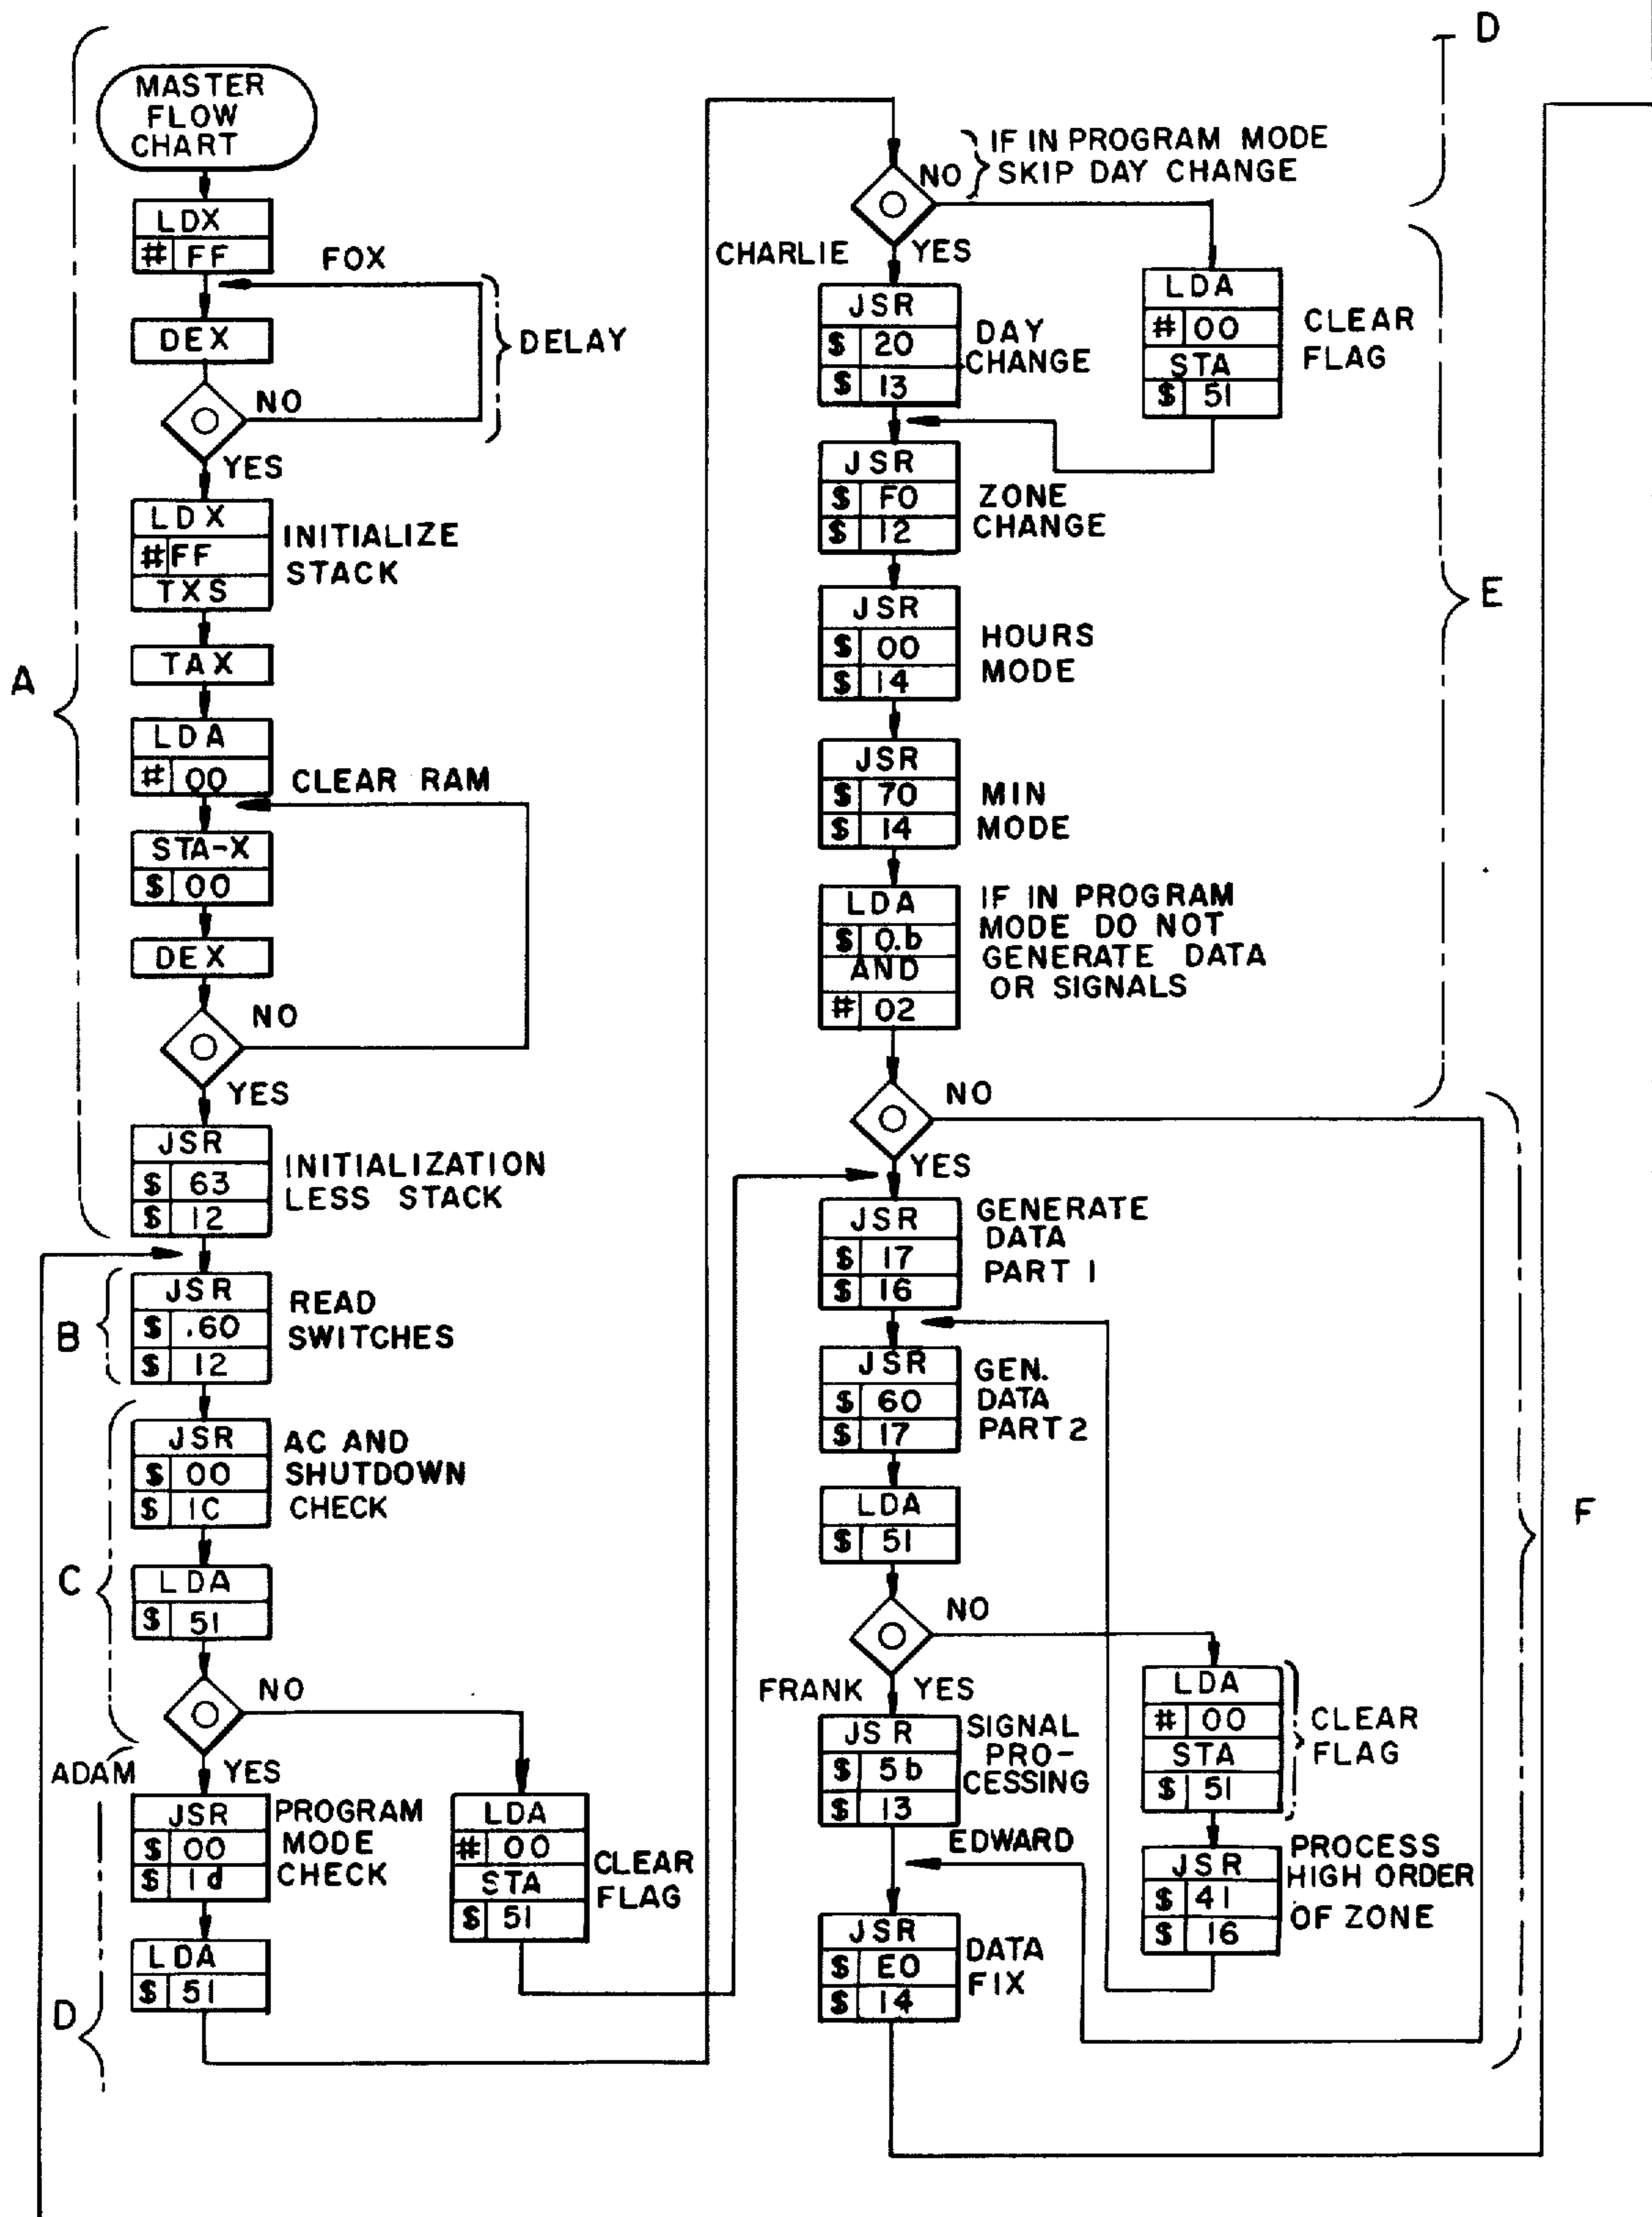 MASTER
FLOW
CHART
LDX
# FF
FOX
DEX
DELAY
NO
YES
LDX
#FF
TXS
INITIALIZE
STACK
TAX
A
LDA
# 00
CLEAR RAM
STA-X
$ 00
DEX
NO
YES
JSR
$ 63
$ 12
INITIALIZATION
LESS STACK
B
JSR
$ .60
$ 12
READ
SWITCHES
JSR
$ 00
$ 1C
AC AND
SHUTDOWN
CHECK
C
LDA
$ 51
NO
ADAM
YES
JSR
$ 00
$ 1d
PROGRAM
MODE
CHECK
LDA
# 00
STA
$ 51
CLEAR
FLAG
D
LDA
$ 51
D
IF IN PROGRAM MODE
SKIP DAY CHANGE
NO
CHARLIE
YES
JSR
$ 20
$ 13
DAY
CHANGE
LDA
# 00
STA
$ 51
CLEAR
FLAG
JSR
$ F0
$ 12
ZONE
CHANGE
E
JSR
$ 00
$ 14
HOURS
MODE
JSR
$ 70
$ 14
MIN
MODE
LDA
$ 0.b
AND
# 02
IF IN PROGRAM
MODE DO NOT
GENERATE DATA
OR SIGNALS
NO
YES
JSR
$ 17
$ 16
GENERATE
DATA
PART 1
JSR
$ 60
$ 17
GEN.
DATA
PART 2
LDA
$ 51
F
NO
FRANK
YES
JSR
$ 5b
$ 13
SIGNAL
PRO-
CESSING
LDA
# 00
STA
$ 51
CLEAR
FLAG
EDWARD
JSR
$ 41
$ 16
PROCESS
HIGH ORDER
OF ZONE
JSR
$ E0
$ 14
DATA
FIX